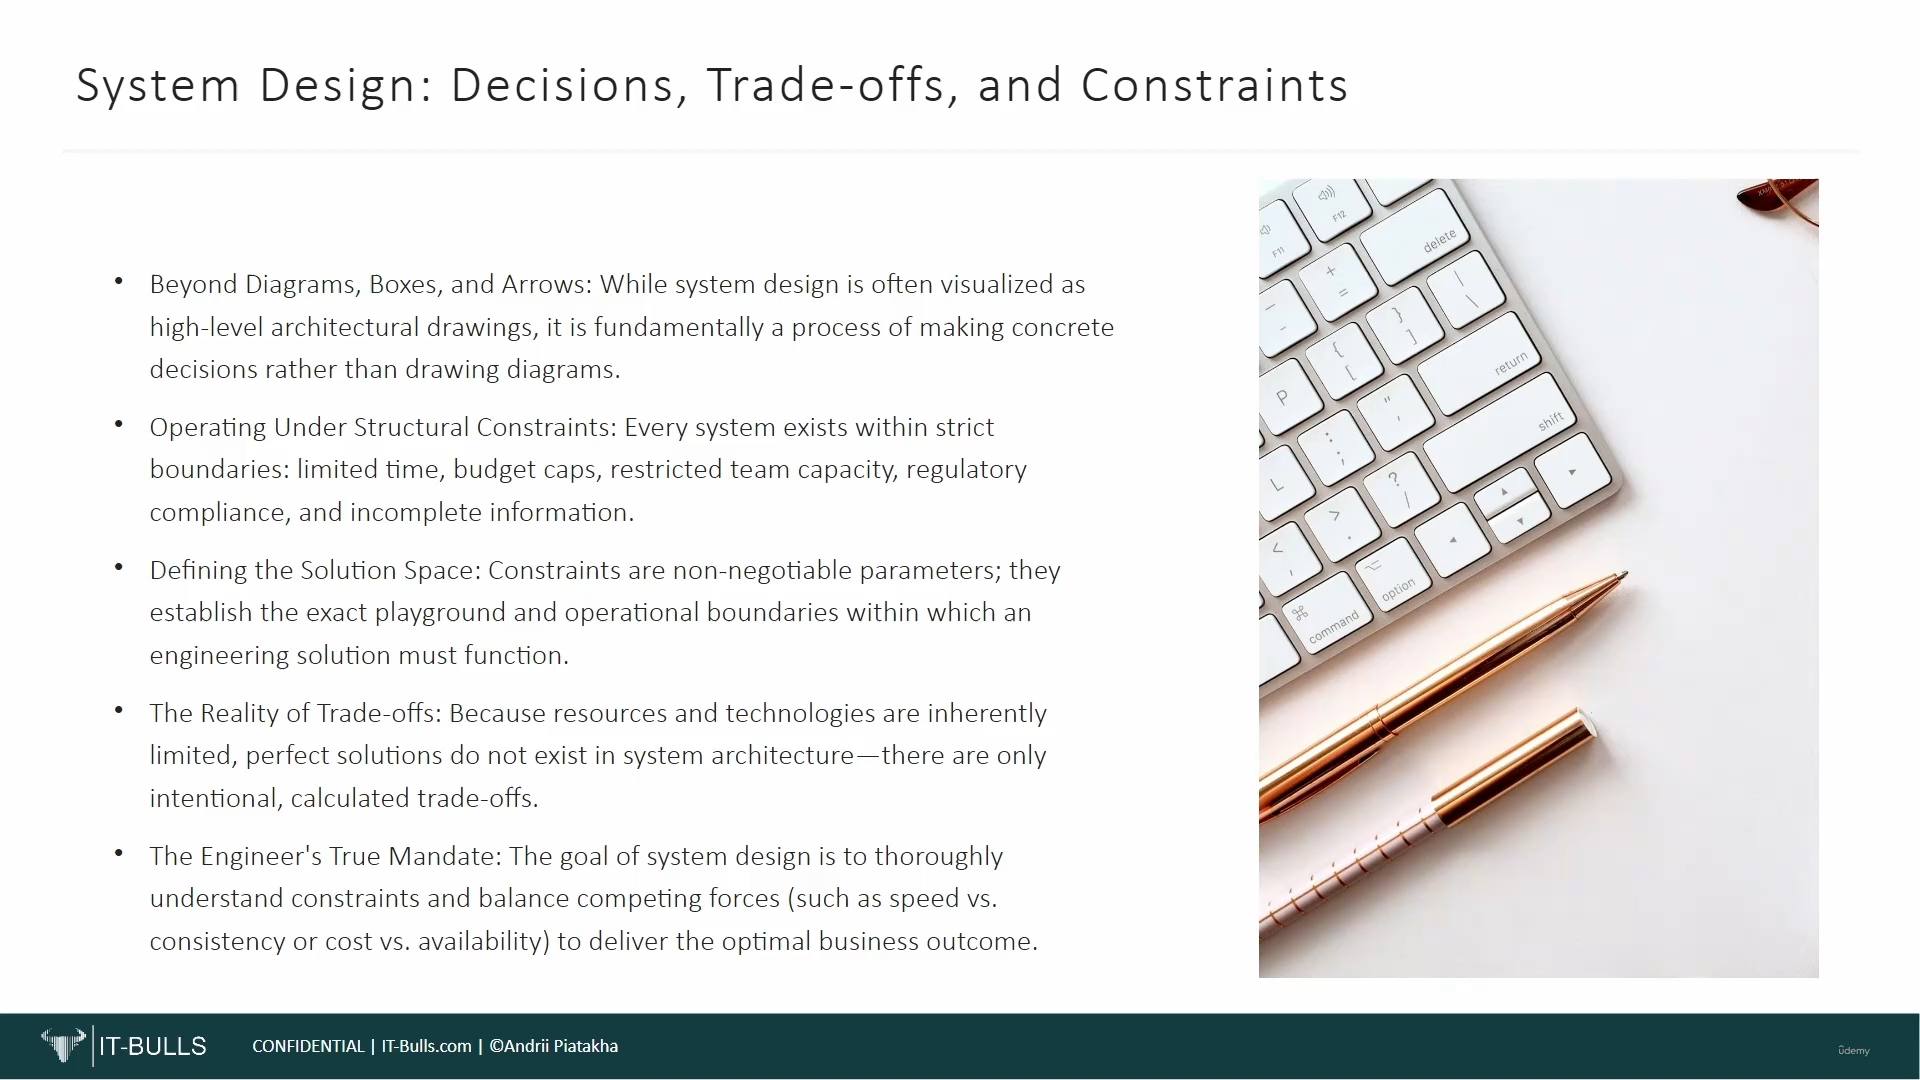 System Design: Decisions, Trade-offs, and Constraints
• Beyond Diagrams, Boxes, and Arrows: While system design is often visualized as
high-level architectural drawings, it is fundamentally a process of making concrete
decisions rather than drawing diagrams.
• Operating Under Structural Constraints: Every system exists within strict
boundaries: limited time, budget caps, restricted team capacity, regulatory
compliance, and incomplete information.
• Defining the Solution Space: Constraints are non-negotiable parameters; they
establish the exact playground and operational boundaries within which an
engineering solution must function.
• The Reality of Trade-offs: Because resources and technologies are inherently
limited, perfect solutions do not exist in system architecture—there are only
intentional, calculated trade-offs.
• The Engineer's True Mandate: The goal of system design is to thoroughly
understand constraints and balance competing forces (such as speed vs.
consistency or cost vs. availability) to deliver the optimal business outcome.
F11
F12
delete
+
=
|
\
}
]
{
[
P
return
"
'
:
;
L
shift
?
/
>
.
<
,
option
⌘
command
IT-BULLS
CONFIDENTIAL | IT-Bulls.com | ©Andrii Piatakha
udemy